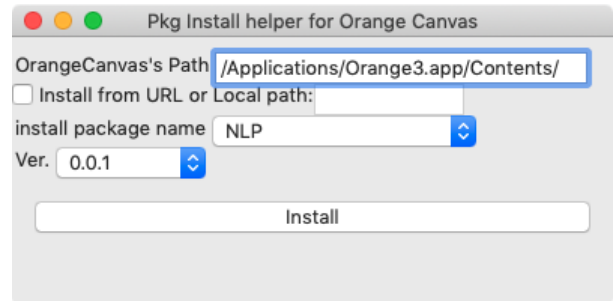 Pkg Install helper for Orange Canvas
OrangeCanvas's Path /Applications/Orange3.app/Contents/
Install from URL or Local path:
install package name NLP
Ver. 0.0.1
Install